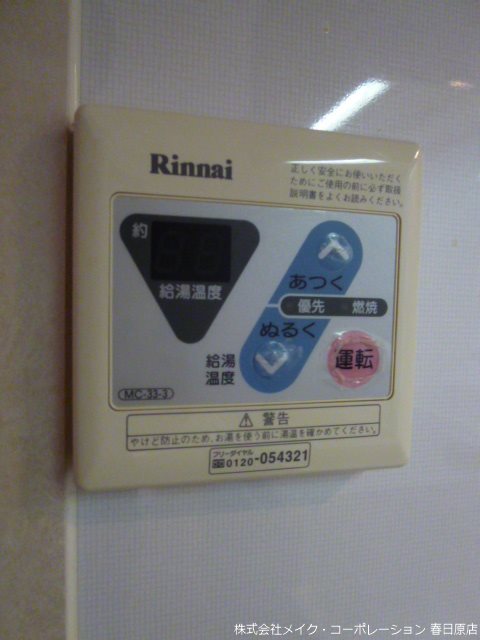 Rinnai
正しく安全にお使いいただく
ためにご使用の前に必ず取扱
説明書をよくお読みください。
約
給湯温度
あつく
優先 燃焼
ぬるく
給湯
温度
運転
MC-33-3
⚠ 警告
やけど防止のため、お湯を使う前に湯温を確かめてください。
フリーダイヤル
0120-054321
株式会社メイク・コーポレーション 春日原店